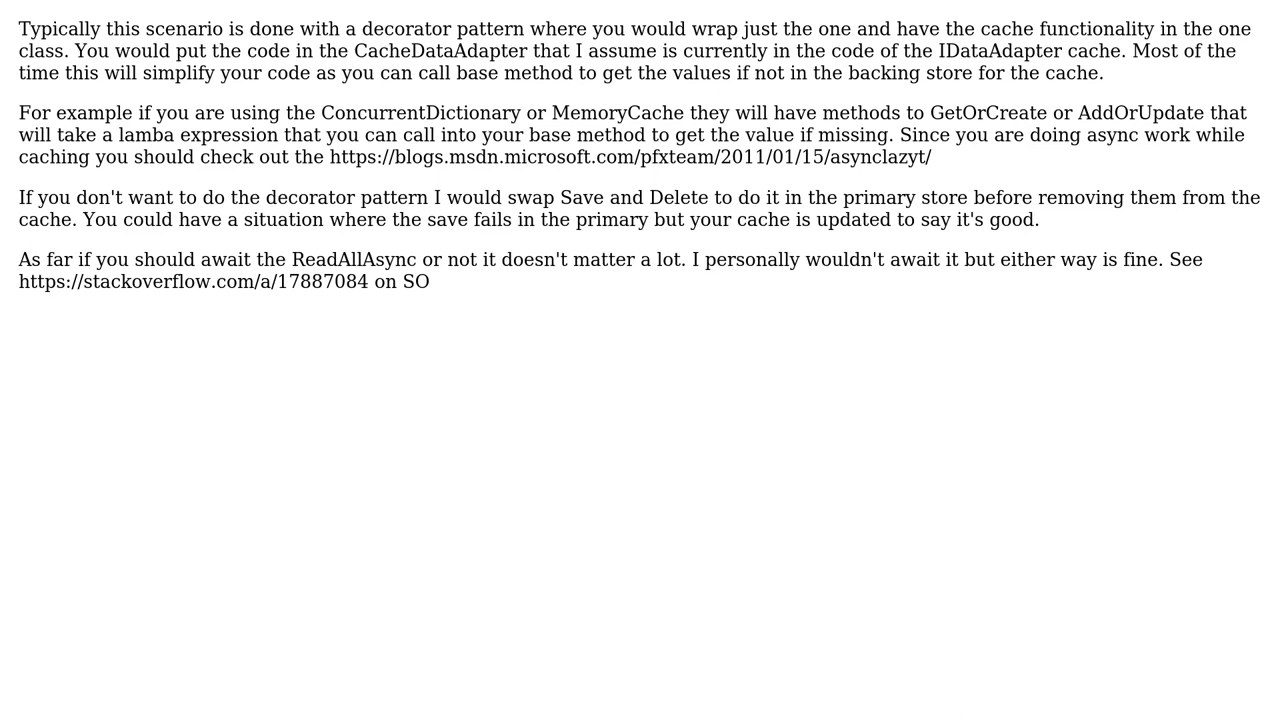 Typically this scenario is done with a decorator pattern where you would wrap just the one and have the cache functionality in the one
class. You would put the code in the CacheDataAdapter that I assume is currently in the code of the IDataAdapter cache. Most of the
time this will simplify your code as you can call base method to get the values if not in the backing store for the cache.
For example if you are using the ConcurrentDictionary or MemoryCache they will have methods to GetOrCreate or AddOrUpdate that
will take a lamba expression that you can call into your base method to get the value if missing. Since you are doing async work while
caching you should check out the https://blogs.msdn.microsoft.com/pfxteam/2011/01/15/asynclazyt/
If you don't want to do the decorator pattern I would swap Save and Delete to do it in the primary store before removing them from the
cache. You could have a situation where the save fails in the primary but your cache is updated to say it's good.
As far if you should await the ReadAllAsync or not it doesn't matter a lot. I personally wouldn't await it but either way is fine. See
https://stackoverflow.com/a/17887084 on SO